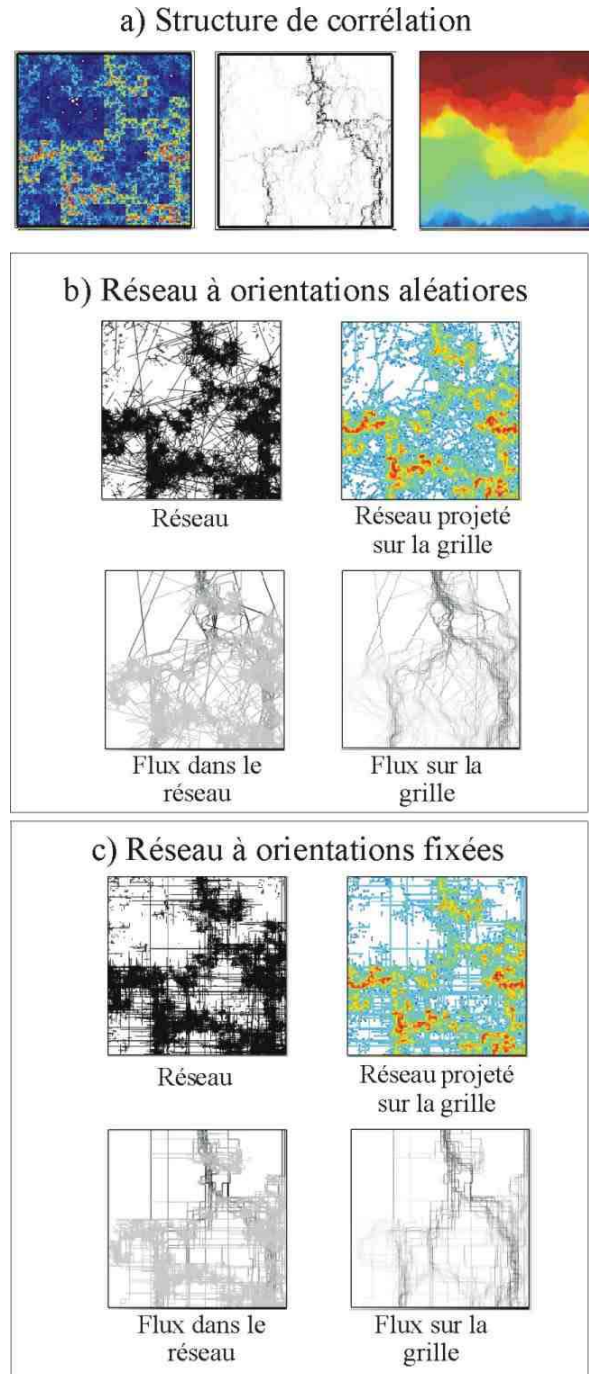 a) Structure de corrélation
b) Réseau à orientations aléatiores
Réseau
Réseau projeté
sur la grille
Flux dans le
réseau
Flux sur la
grille
c) Réseau à orientations fixées
Réseau
Réseau projeté
sur la grille
Flux dans le
réseau
Flux sur la
grille